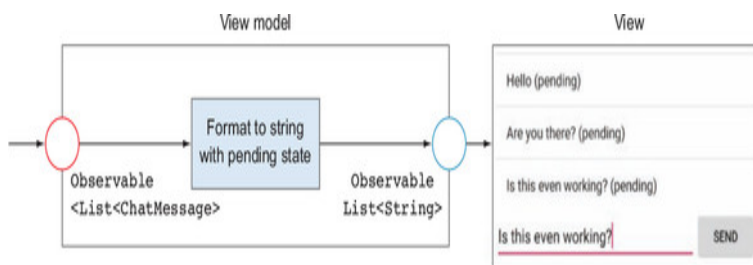 View model
View
Format to string
with pending state
Observable
<List<ChatMessage>
Observable
List<String>
Hello (pending)
Are you there? (pending)
Is this even working? (pending)
Is this even working?
SEND